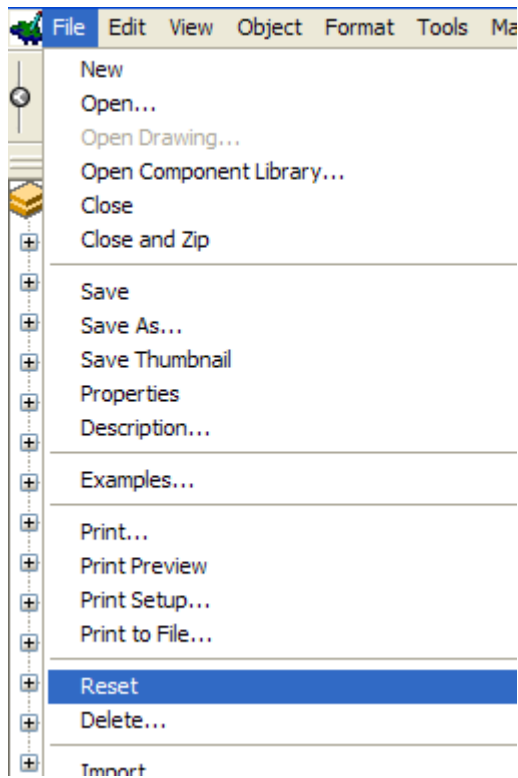 File Edit View Object Format Tools Ma
New
Open...
Open Drawing...
Open Component Library...
Close
Close and Zip
Save
Save As...
Save Thumbnail
Properties
Description...
Examples...
Print...
Print Preview
Print Setup...
Print to File...
Reset
Delete...
Import